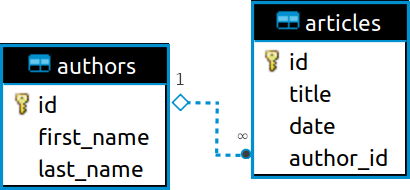 authors
id
first_name
last_name
1
∞
articles
id
title
date
author_id